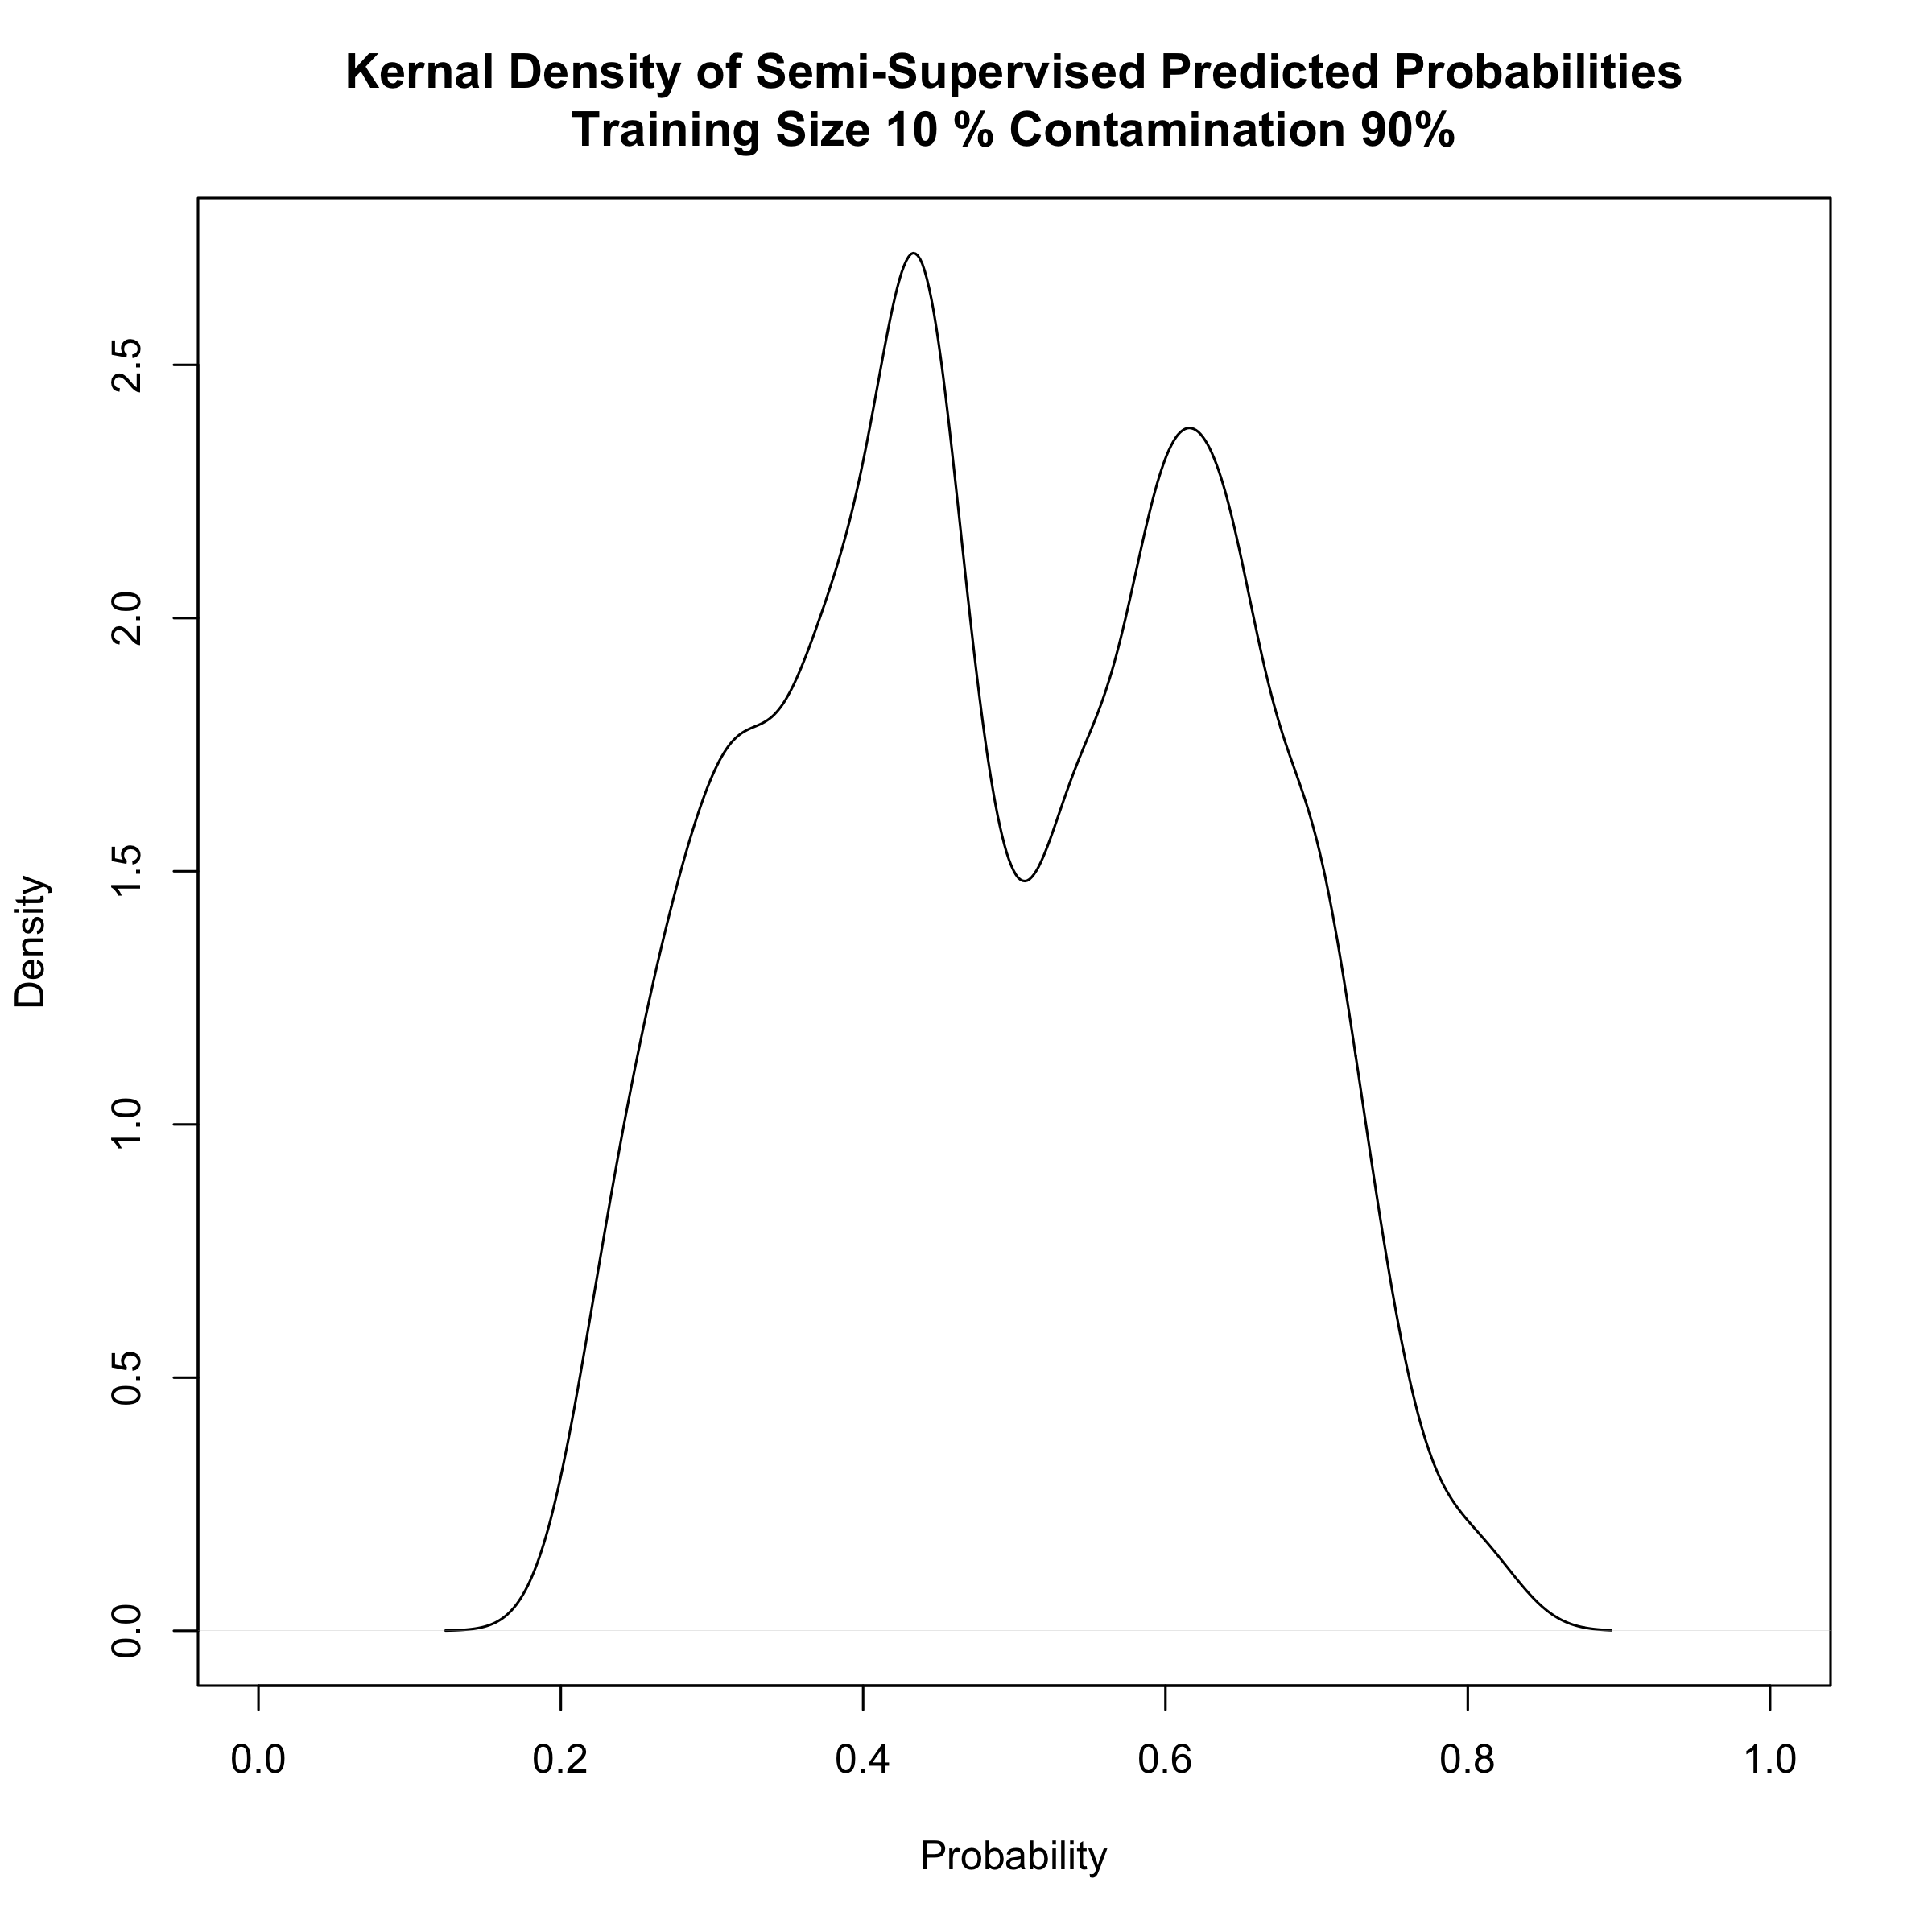 Kernal Density of Semi-Supervised Predicted Probabilities
Training Size 10 % Contamination 90%
Density
2.5
2.0
1.5
1.0
0.5
0.0
0.0 0.2 0.4 0.6 0.8 1.0
Probability